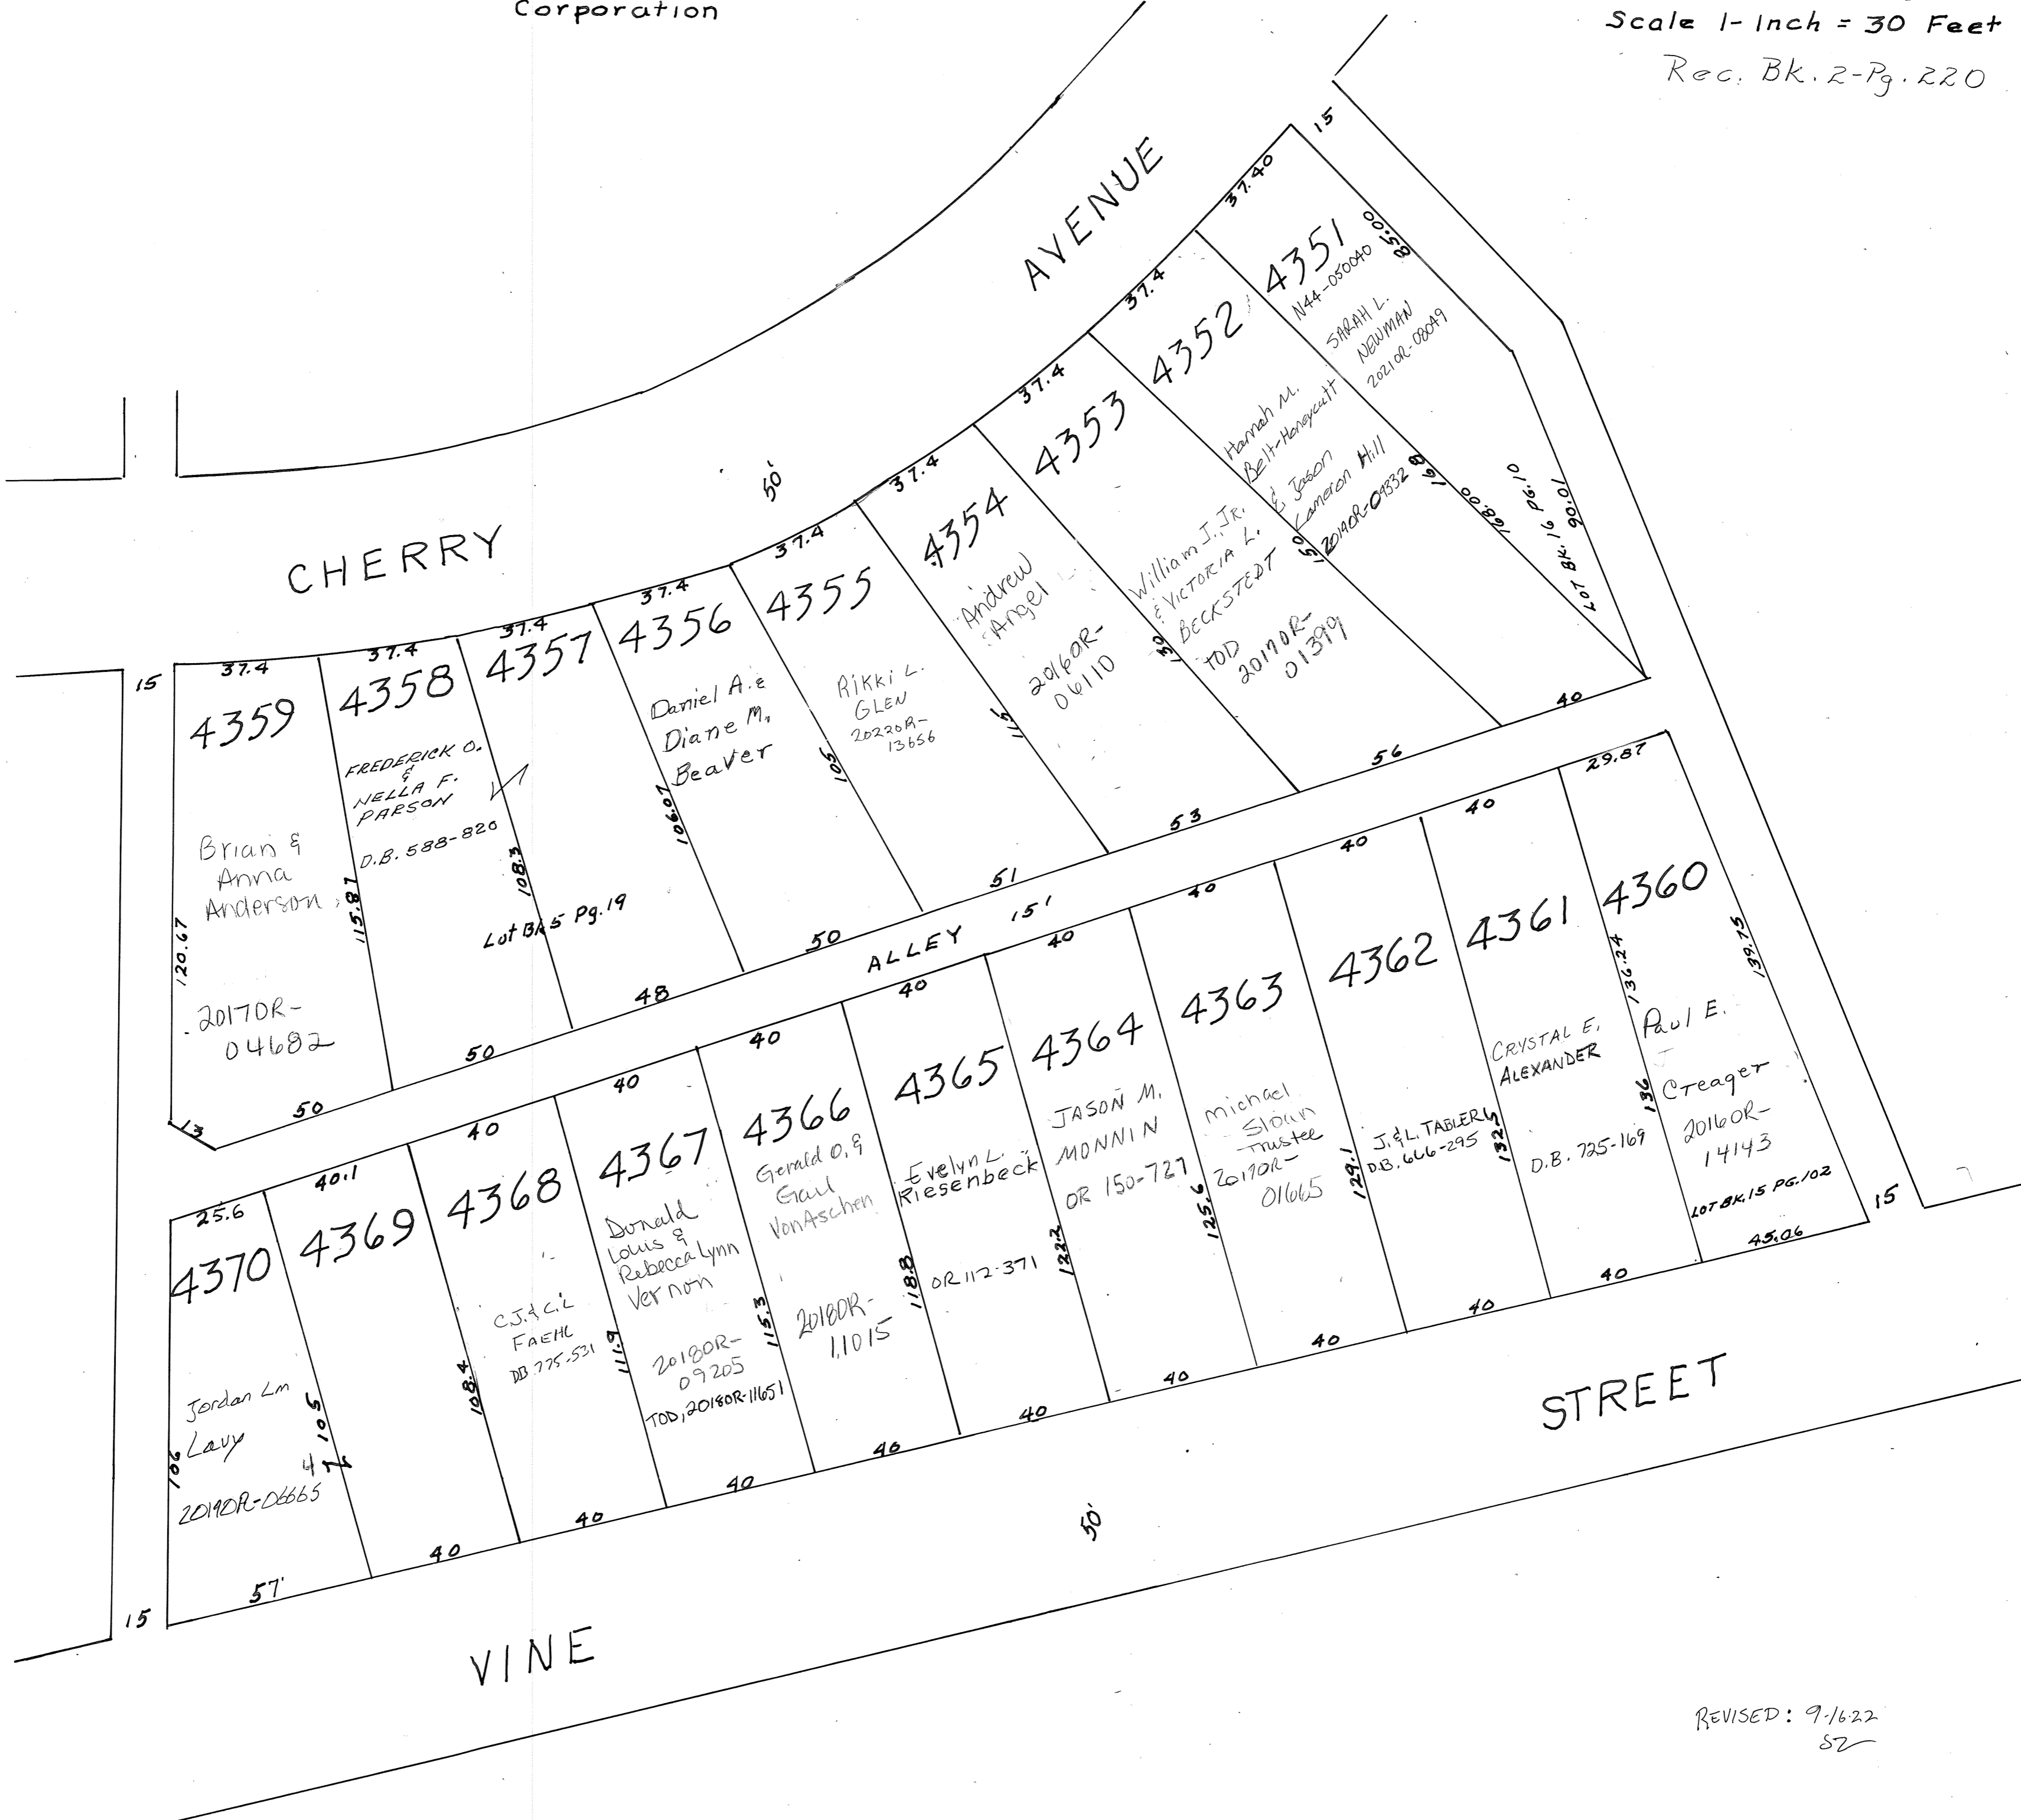 Corporation
Scale 1-Inch = 30 Feet
Rec. Bk. 2-Pg. 220
CHERRY
AVENUE
50'
15
37.40
4351
N44-050040
SARAH L.
NEWMAN
2021OR-08049
85.00
168.00
LOT BK. 16 PG. 10
90.01
37.4
4352
Hannah M.
Belt-Honeycutt
& Jason
Cameron Hill
2019OR-09332
168
40
37.4
4353
William J., Jr.
& VICTORIA L.
BECKSTEDT
TOD
2017OR-
01399
150
56
37.4
4354
Andrew
Angel
2016OR-
06110
130
53
37.4
4355
RIKKI L.
GLEN
2022OR-
13656
115
51
37.4
4356
Daniel A. &
Diane M.
Beaver
105
50
37.4
4357
106.07
48
37.4
4358
FREDERICK O.
&
NELLA F.
PARSON
D.B. 588-820
108.3
Lot Bk 5 Pg. 19
50
15
37.4
4359
Brian &
Anna
Anderson
2017OR-
04682
120.67
115.87
13
50
ALLEY 15'
29.87
4360
Paul E.
Creager
2016OR-
14143
LOT BK. 15 PG. 102
136.24
139.75
136
45.06
15
40
4361
CRYSTAL E.
ALEXANDER
D.B. 725-169
132.5
40
40
4362
J. & L. TABLER
D.B. 666-295
129.1
40
40
4363
Michael
Sloan
Trustee
2017OR-
01665
125.6
40
40
4364
JASON M.
MONNIN
OR 150-727
122.2
40
40
4365
Evelyn L.
Riesenbeck
OR 112-371
118.8
40
40
4366
Gerald O. &
Gail
VonAschen
2018OR-
11015
115.3
40
40
4367
Donald
Louis &
Rebecca Lynn
Vernon
2018OR-
09205
TOD, 2018OR-11651
111.9
40
40
4368
C.J. & C.L
FAEHL
DB 775-531
108.4
40
40.1
4369
105
40
25.6
4370
Jordan Lm
Lavy
2019OR-06665
106
57'
15
VINE
STREET
50'
REVISED: 9-16-22
SZ